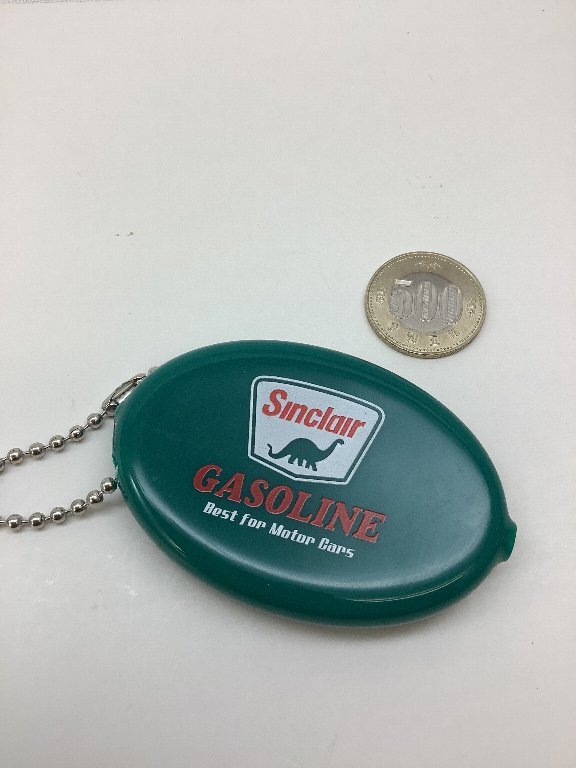 500
Sinclair
GASOLINE
Best for Motor Cars